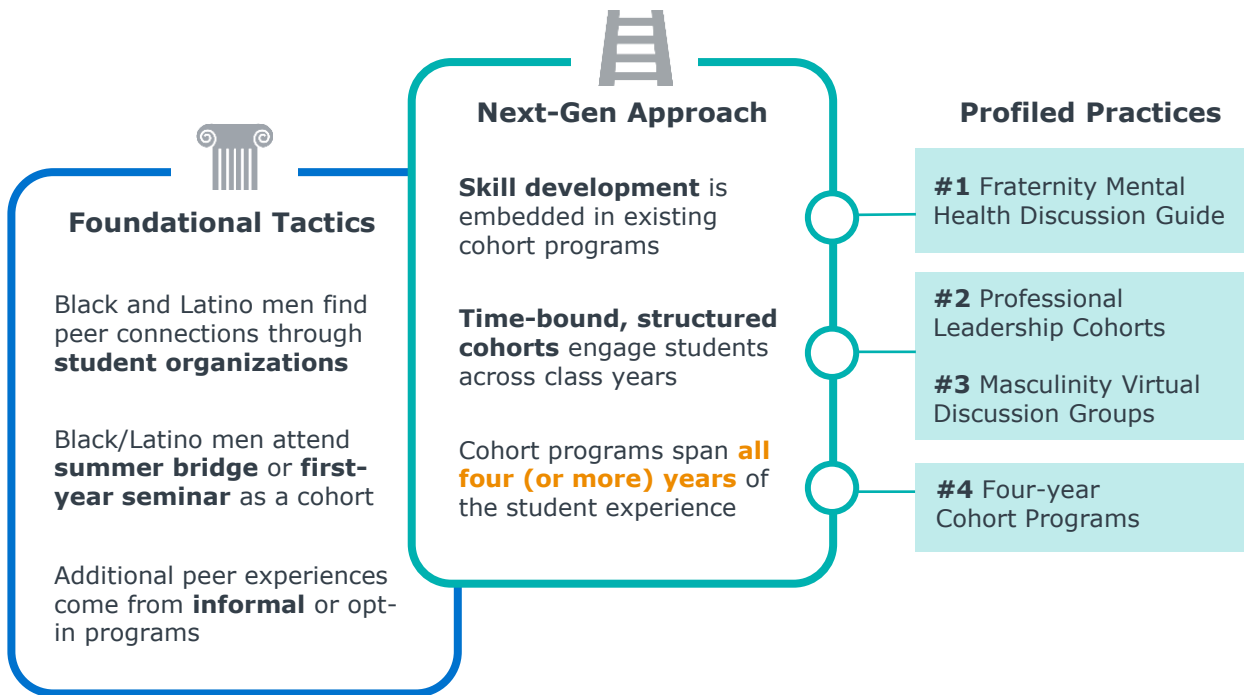 Foundational Tactics
Black and Latino men find
peer connections through
student organizations
Black/Latino men attend
summer bridge or first-
year seminar as a cohort
Additional peer experiences
come from informal or opt-
in programs
Next-Gen Approach
Skill development is
embedded in existing
cohort programs
Time-bound, structured
cohorts engage students
across class years
Cohort programs span all
four (or more) years of
the student experience
Profiled Practices
#1 Fraternity Mental
Health Discussion Guide
#2 Professional
Leadership Cohorts
#3 Masculinity Virtual
Discussion Groups
#4 Four-year
Cohort Programs